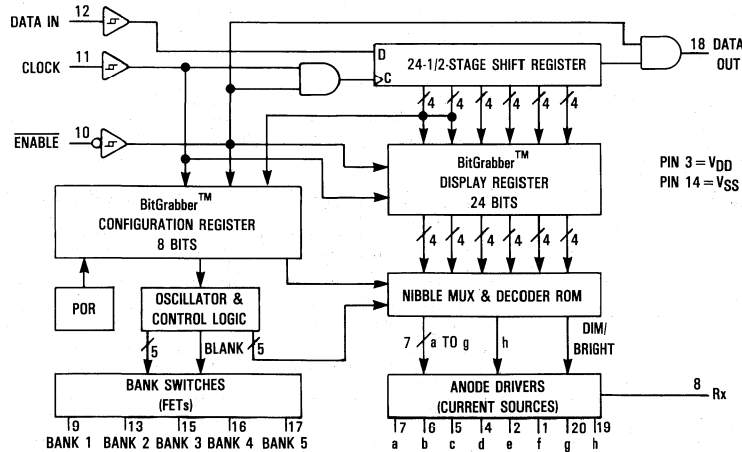 DATA IN 12
CLOCK 11
ENABLE 10
D
C
24-1/2-STAGE SHIFT REGISTER
18 DATA OUT
4 4 4 4 4 4
BitGrabber™
DISPLAY REGISTER
24 BITS
PIN 3 = VDD
PIN 14 = VSS
BitGrabber™
CONFIGURATION REGISTER
8 BITS
4 4 4 4 4 4
POR
OSCILLATOR &
CONTROL LOGIC
NIBBLE MUX & DECODER ROM
5 BLANK 5
7 a TO g h DIM/
BRIGHT
BANK SWITCHES
(FETs)
ANODE DRIVERS
(CURRENT SOURCES)
8 Rx
9 13 15 16 17
BANK 1 BANK 2 BANK 3 BANK 4 BANK 5
7 6 5 4 2 1 20 19
a b c d e f g h